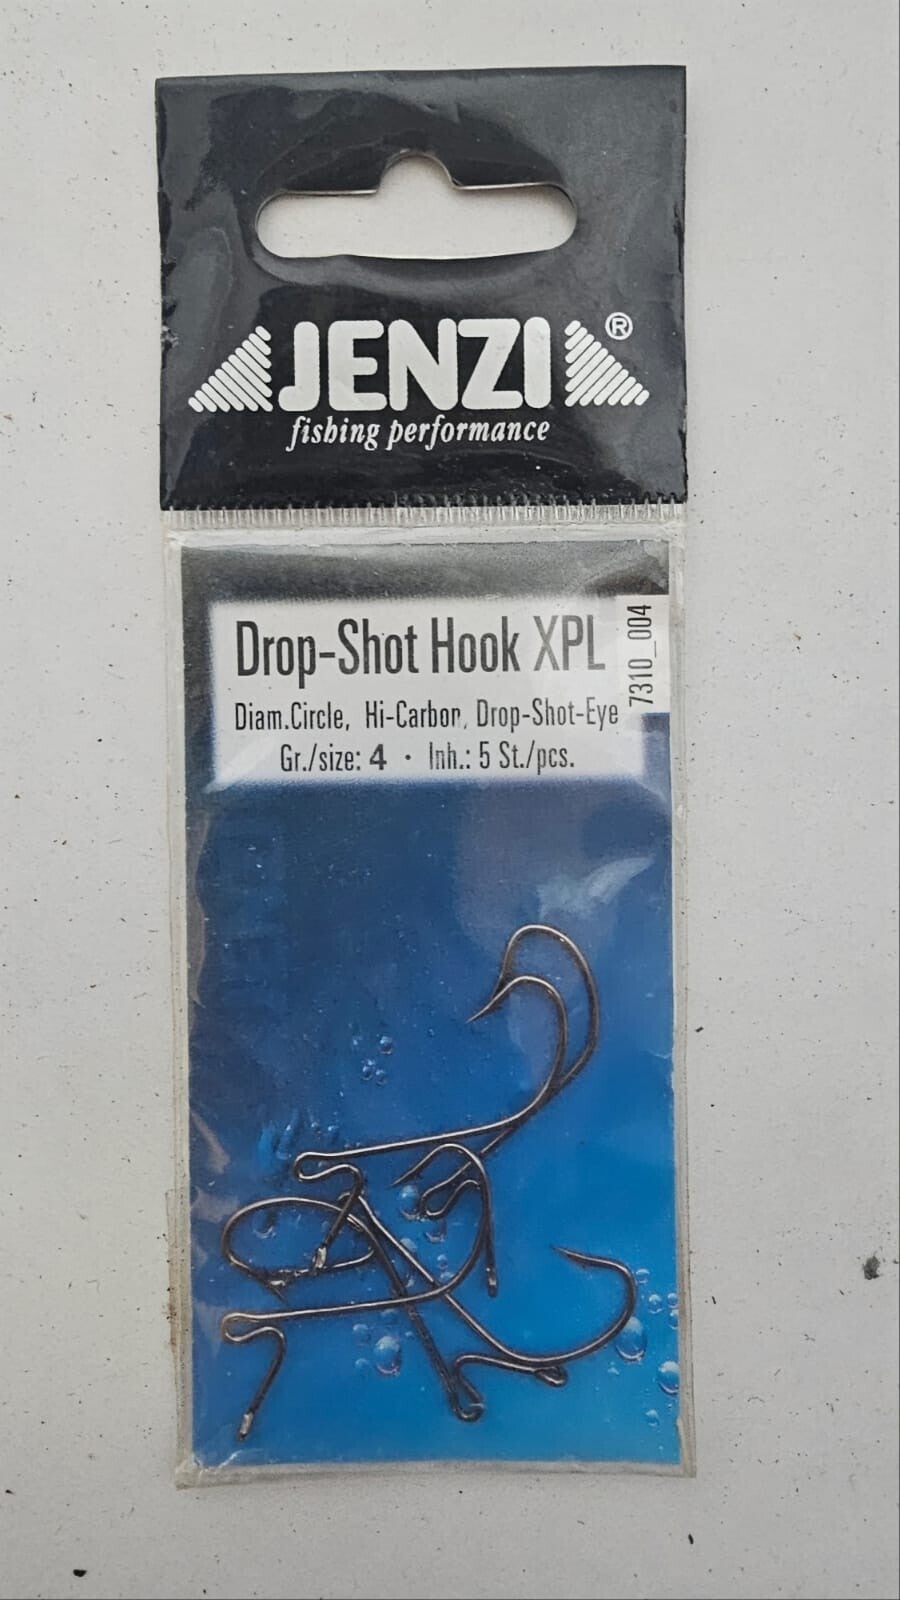 JENZI®
fishing performance
Drop-Shot Hook XPL
7310_004
Diam.Circle, Hi-Carbon, Drop-Shot-Eye
Gr./size: 4 · Inh.: 5 St./pcs.